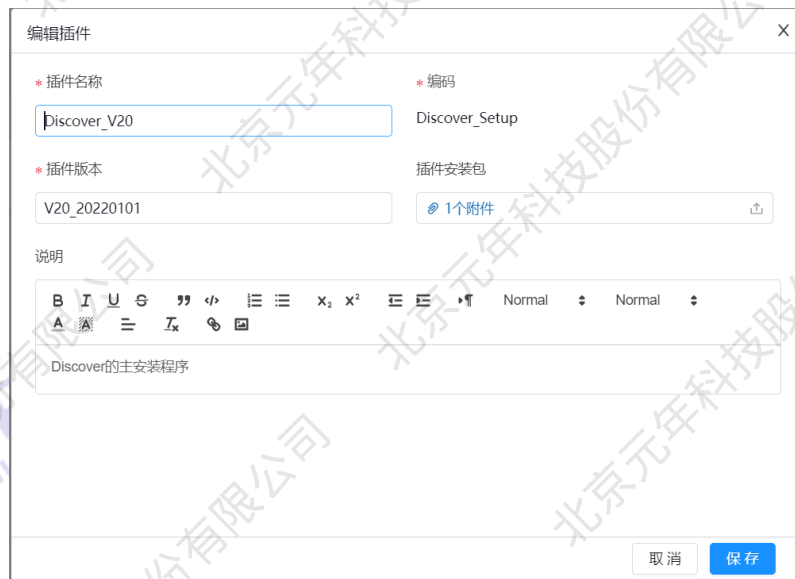 编辑插件
* 插件名称
* 编码
Discover_V20
Discover_Setup
* 插件版本
插件安装包
V20_20220101
1个附件
说明
B I U S ” </> X₂ X² ¶ Normal Normal
A A Tx
Discover的主安装程序
取消 保存
北京元年科技股份有限公司